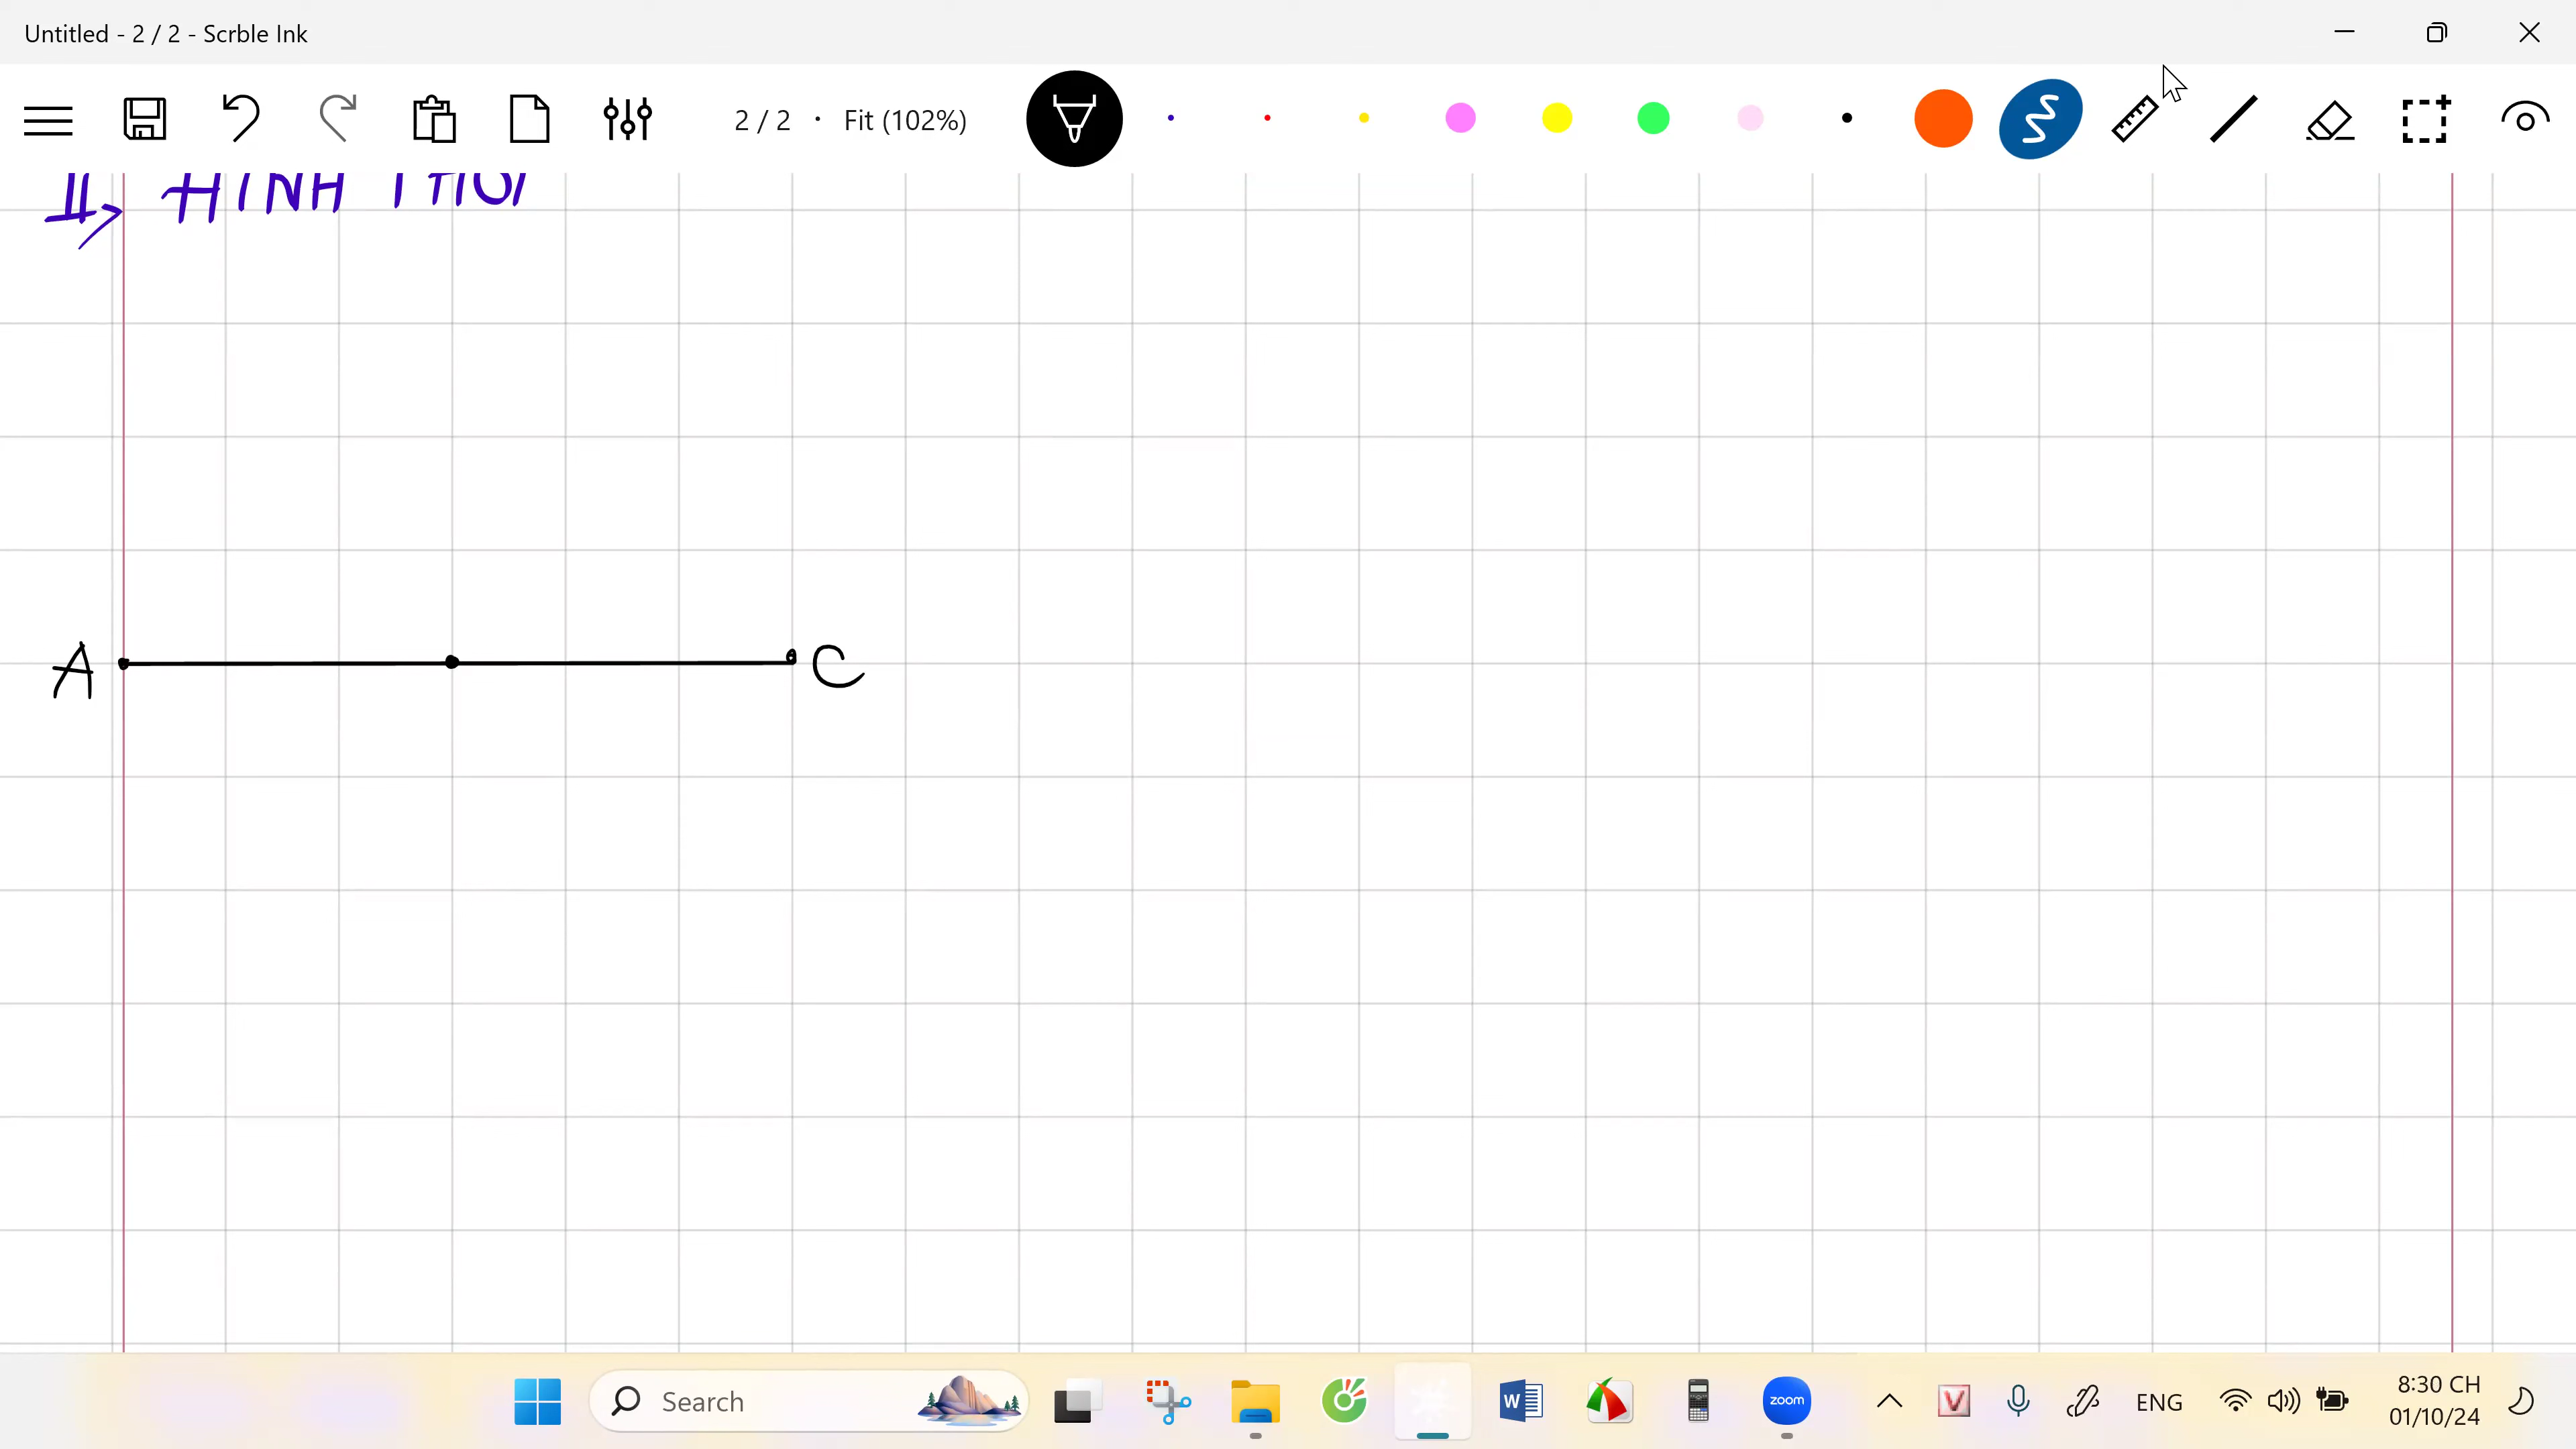 Untitled - 2 / 2 - Scrble Ink
2 / 2 · Fit (102%)
II, HÌNH THOI
A
C
Search
ENG
8:30 CH
01/10/24
zoom